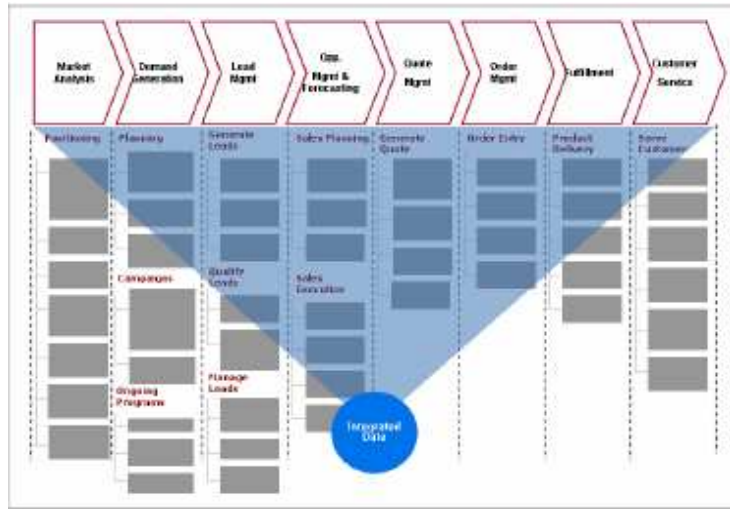 Market
Analysis
Demand
Generation
Lead
Mgmt
Opp.
Mgmt &
Forecasting
Quote
Mgmt
Order
Mgmt
Fulfillment
Customer
Service
Positioning
Planning
Generate
Leads
Sales Planning
Generate
Quote
Order Entry
Product
Delivery
Serve
Customer
Campaigns
Qualify
Leads
Sales
Execution
Ongoing
Programs
Manage
Leads
Integrated
Data